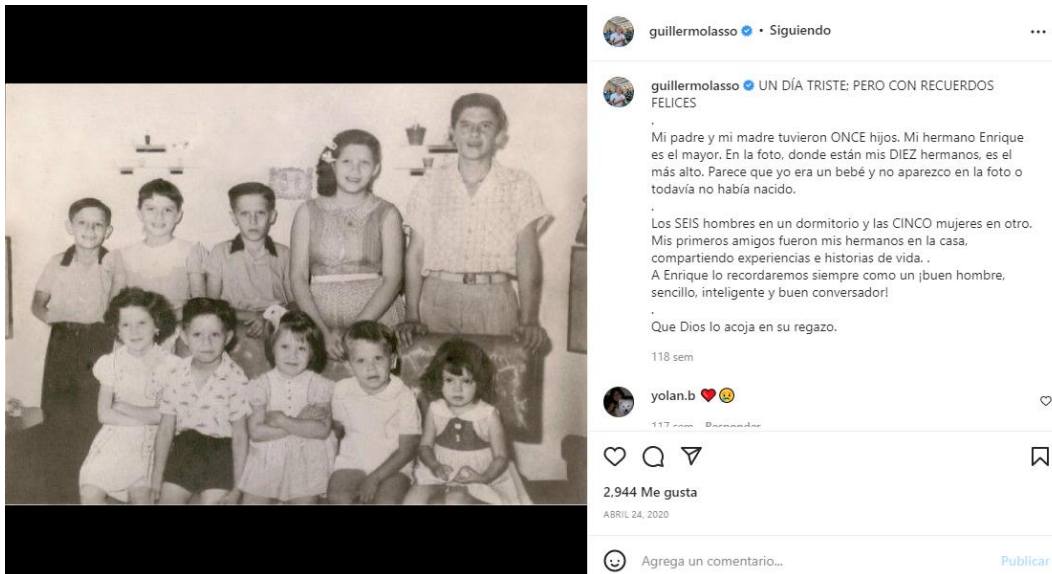 guillermolasso • Siguiendo
guillermolasso UN DÍA TRISTE; PERO CON RECUERDOS
FELICES
.
Mi padre y mi madre tuvieron ONCE hijos. Mi hermano Enrique
es el mayor. En la foto, donde están mis DIEZ hermanos, es el
más alto. Parece que yo era un bebé y no aparezco en la foto o
todavía no había nacido.
.
Los SEIS hombres en un dormitorio y las CINCO mujeres en otro.
Mis primeros amigos fueron mis hermanos en la casa,
compartiendo experiencias e historias de vida. .
A Enrique lo recordaremos siempre como un ¡buen hombre,
sencillo, inteligente y buen conversador!
.
Que Dios lo acoja en su regazo.
118 sem
yolan.b ❤️😢
117 sem Responder
2,944 Me gusta
ABRIL 24, 2020
Agrega un comentario... Publicar